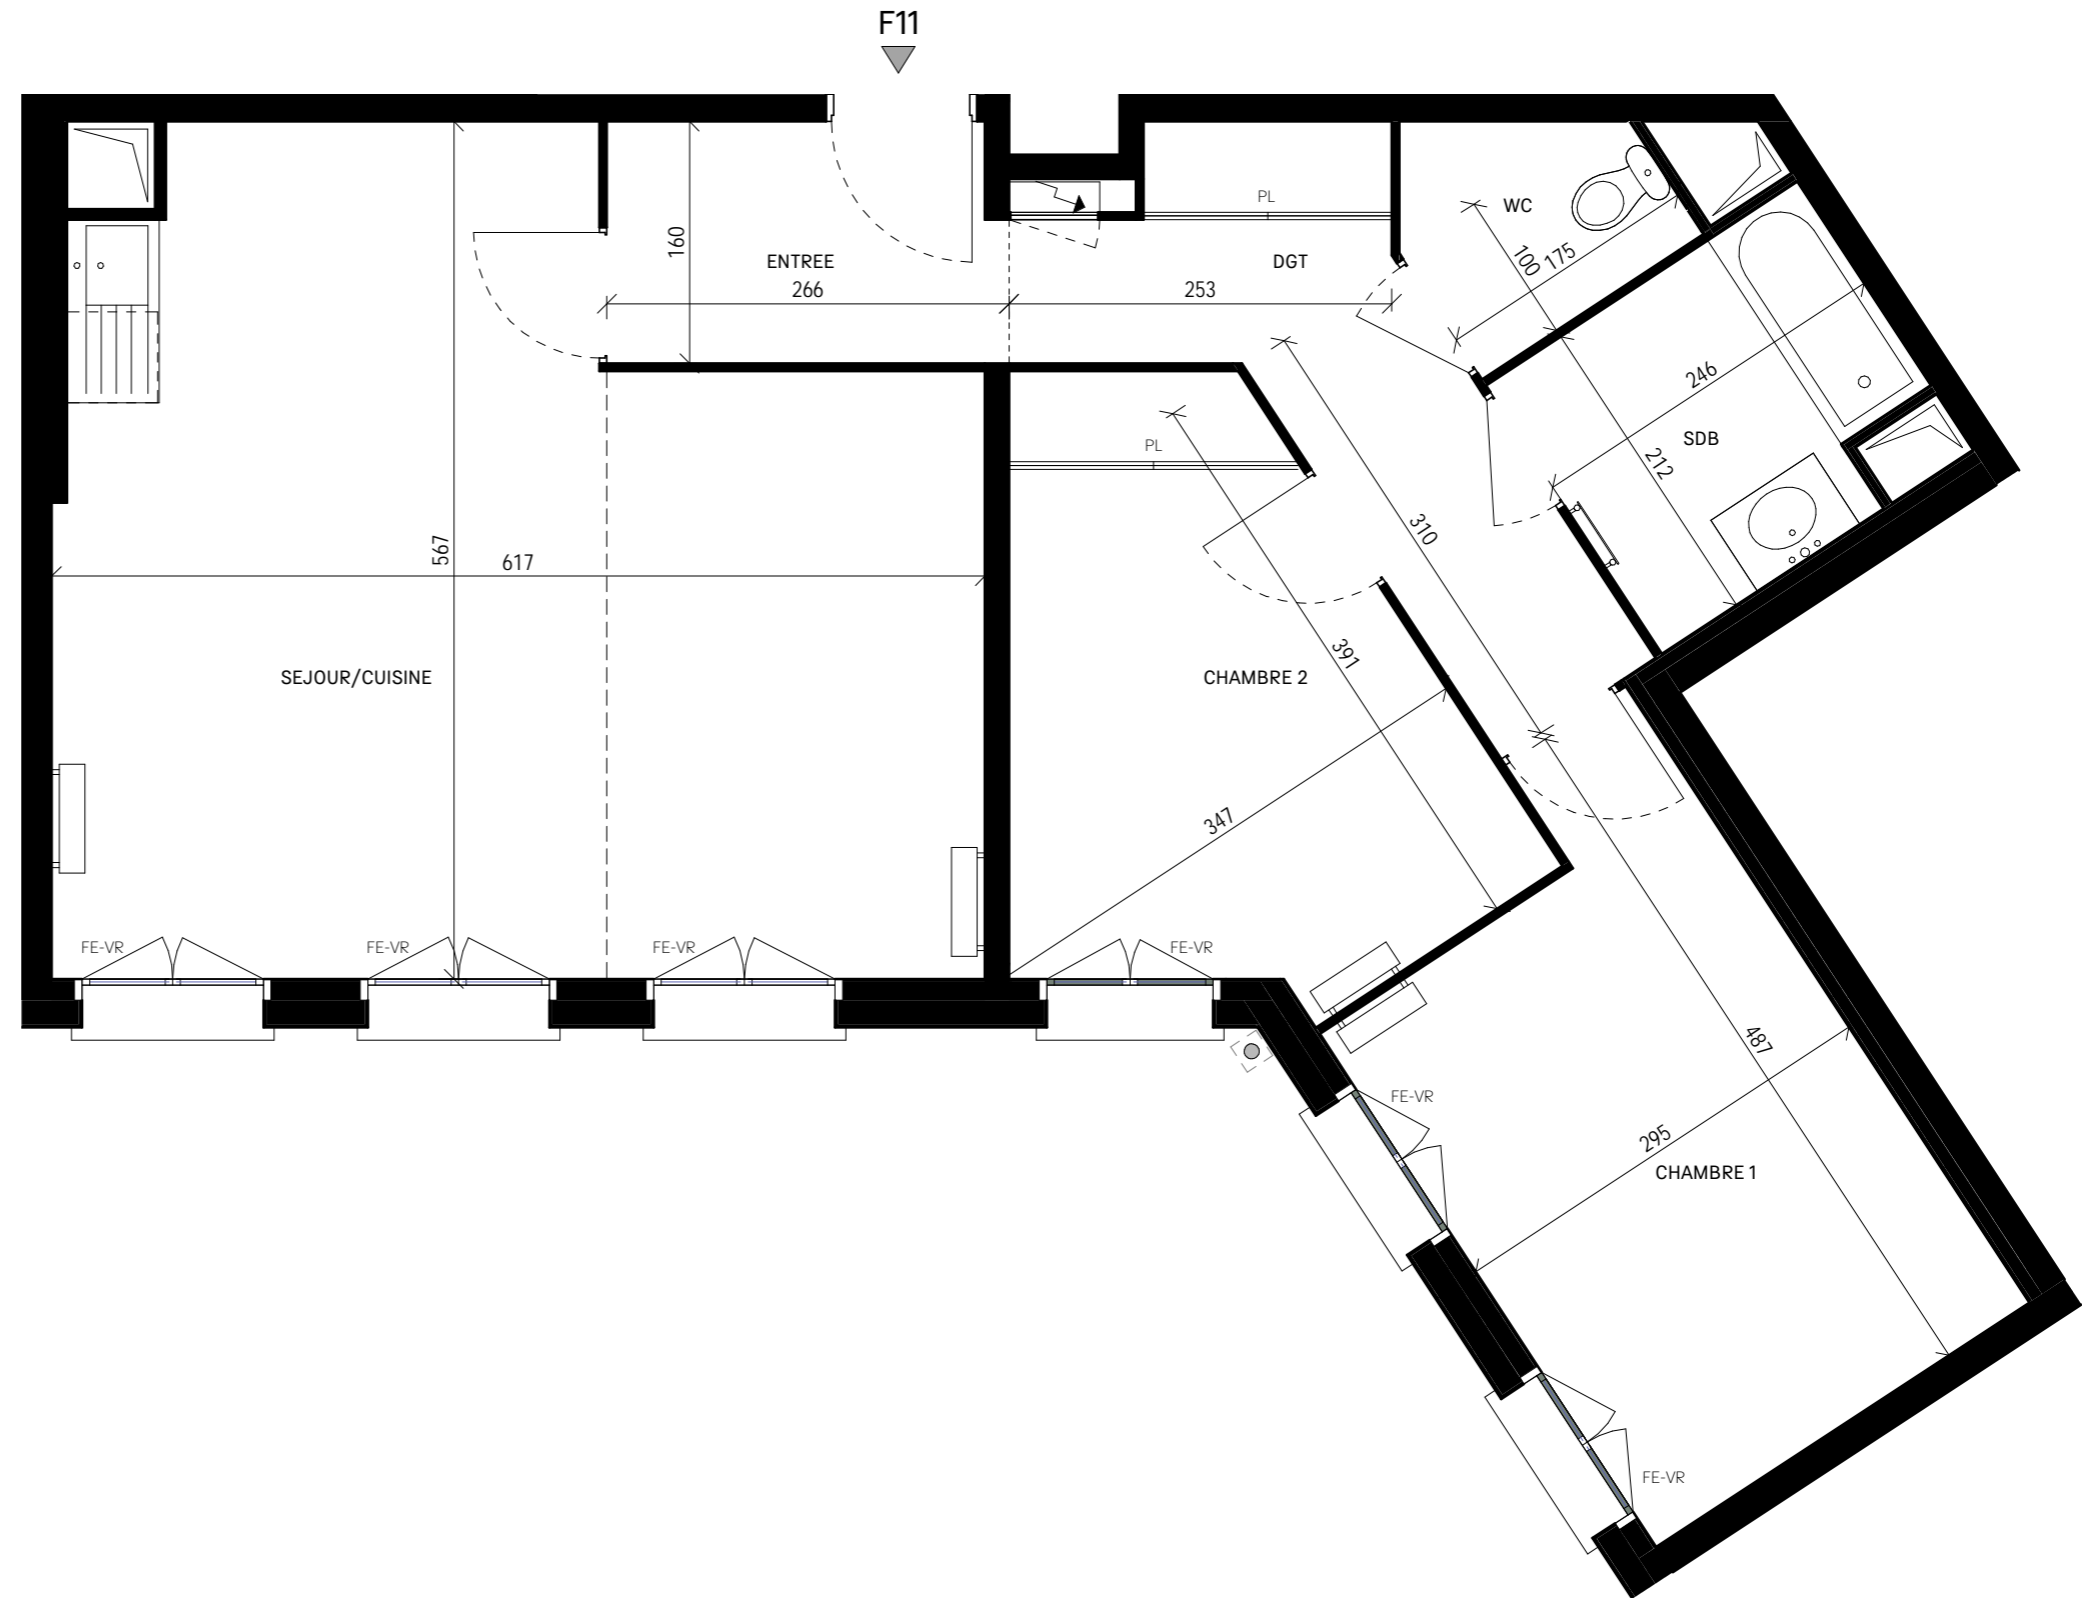 F11
PL
WC
160
ENTREE
DGT
100
175
266
253
246
PL
SDB
212
310
567
617
391
SEJOUR/CUISINE
CHAMBRE 2
347
FE-VR
FE-VR
FE-VR
FE-VR
487
FE-VR
295
CHAMBRE 1
FE-VR